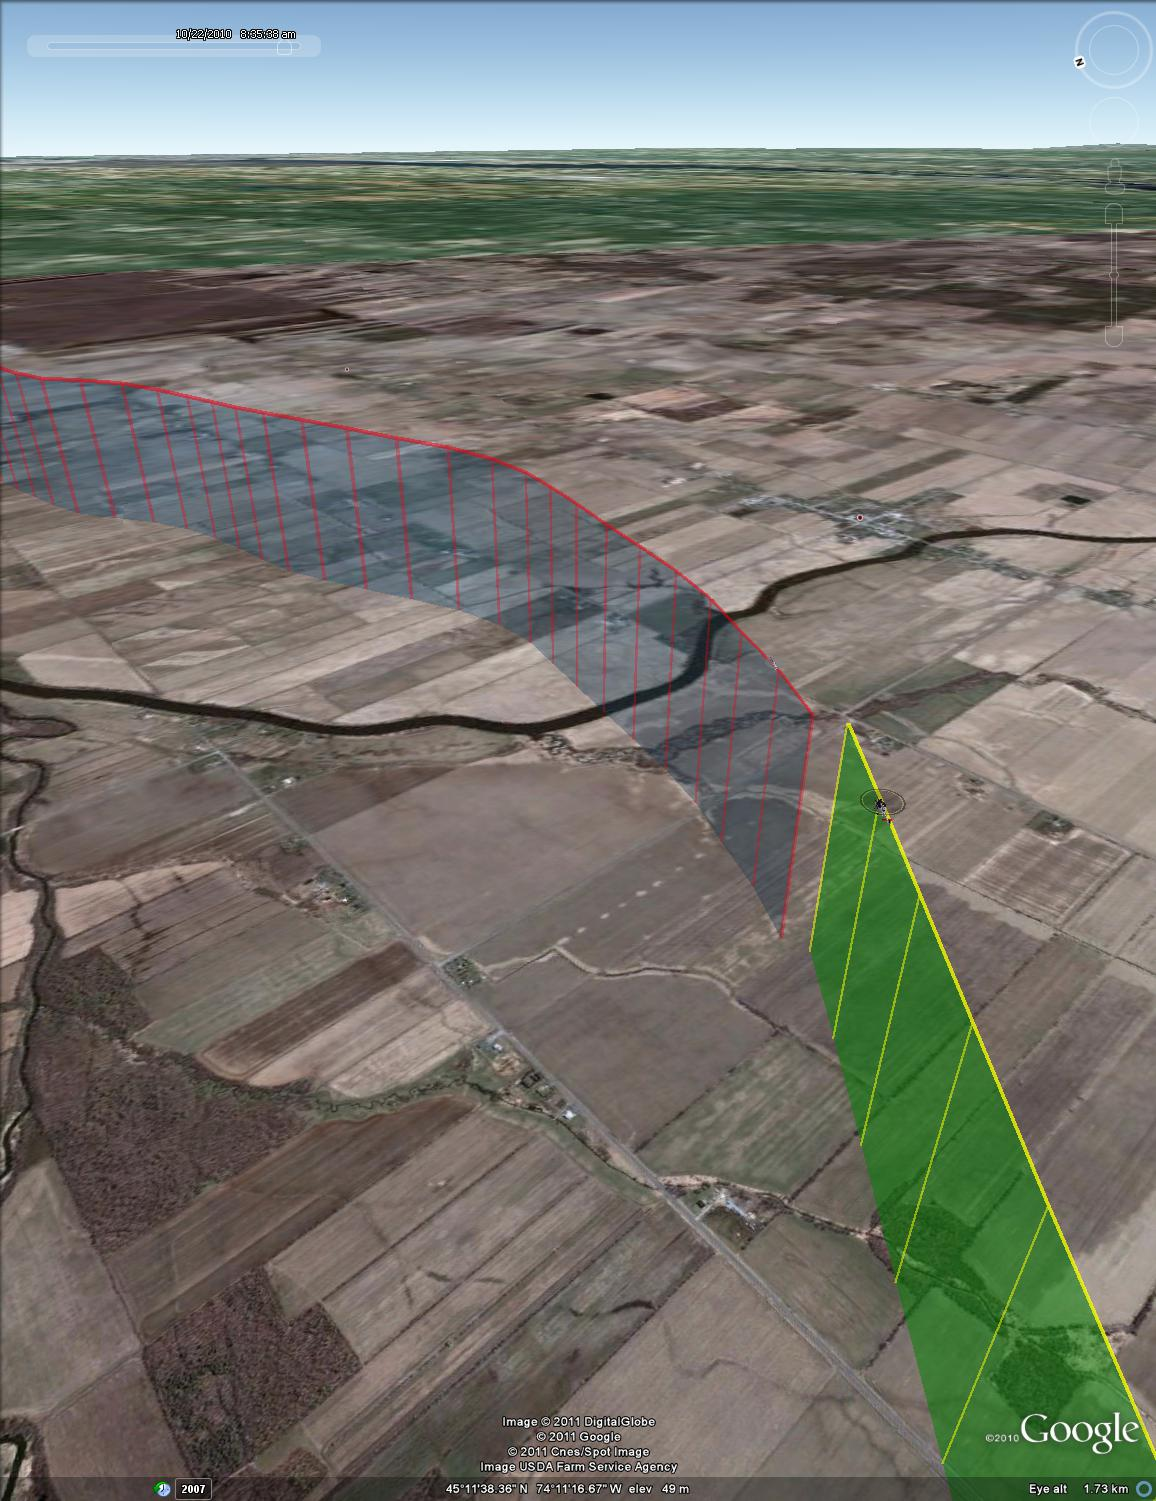 10/22/2010 8:35:38 am
N
Image © 2011 DigitalGlobe
© 2011 Google
© 2011 Cnes/Spot Image
Image USDA Farm Service Agency
©2010 Google
2007
45°11'38.36" N 74°11'16.67" W elev 49 m
Eye alt 1.73 km